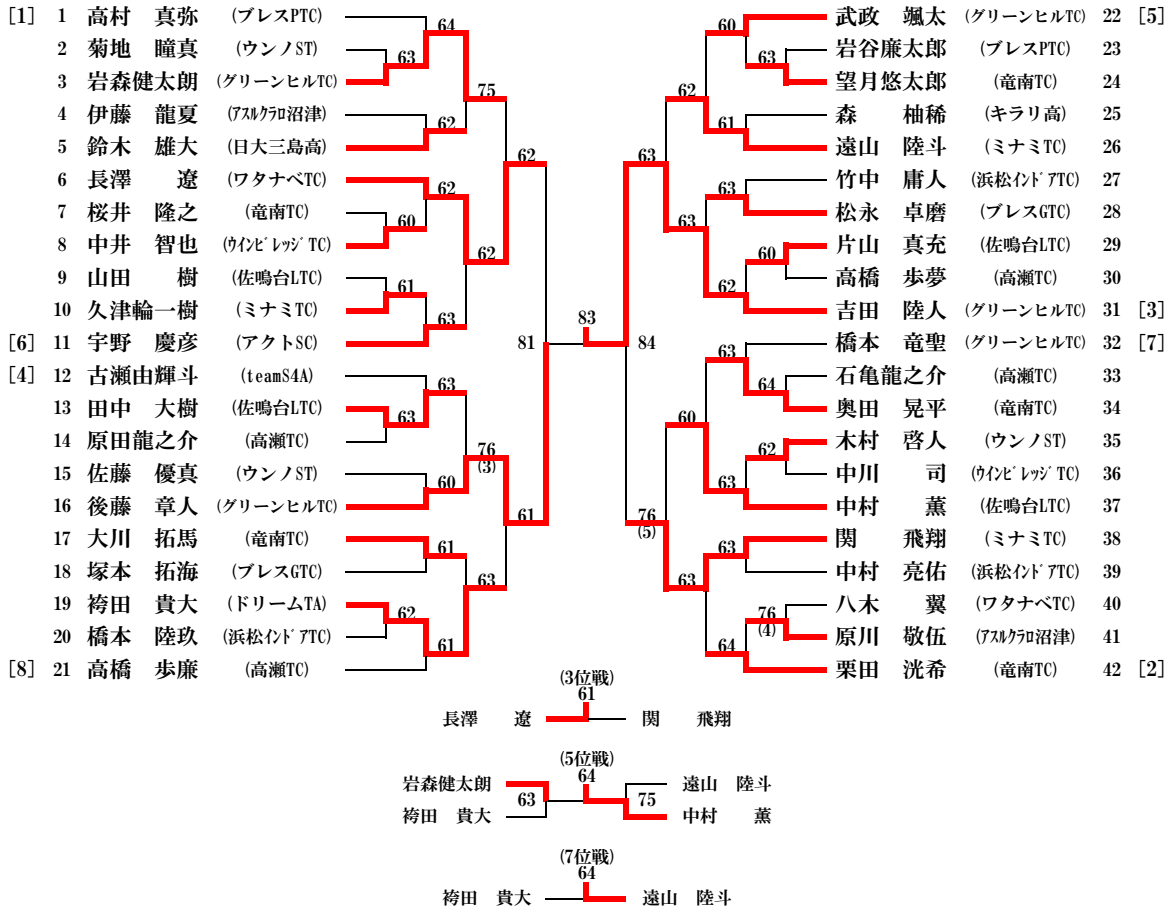 [1] 1 高村 真弥 (ブレスPTC)
2 菊地 瞳真 (ウンノST)
3 岩森健太朗 (グリーンヒルTC)
4 伊藤 龍夏 (アスルクラロ沼津)
5 鈴木 雄大 (日大三島高)
6 長澤 遼 (ワタナベTC)
7 桜井 隆之 (竜南TC)
8 中井 智也 (ウインビレッジTC)
9 山田 樹 (佐鳴台LTC)
10 久津輪一樹 (ミナミTC)
[6] 11 宇野 慶彦 (アクトSC)
[4] 12 古瀬由輝斗 (teamS4A)
13 田中 大樹 (佐鳴台LTC)
14 原田龍之介 (高瀬TC)
15 佐藤 優真 (ウンノST)
16 後藤 章人 (グリーンヒルTC)
17 大川 拓馬 (竜南TC)
18 塚本 拓海 (ブレスGTC)
19 袴田 貴大 (ドリームTA)
20 橋本 陸玖 (浜松インドアTC)
[8] 21 高橋 歩廉 (高瀬TC)
64
63
75
62
62
62
60
62
61
63
81
63
63
76
(3)
60
61
61
63
62
61
83
武政 颯太 (グリーンヒルTC) 22 [5]
岩谷廉太郎 (ブレスPTC) 23
望月悠太郎 (竜南TC) 24
森 柚稀 (キラリ高) 25
遠山 陸斗 (ミナミTC) 26
竹中 庸人 (浜松インドアTC) 27
松永 卓磨 (ブレスGTC) 28
片山 真充 (佐鳴台LTC) 29
高橋 歩夢 (高瀬TC) 30
吉田 陸人 (グリーンヒルTC) 31 [3]
橋本 竜聖 (グリーンヒルTC) 32 [7]
石亀龍之介 (高瀬TC) 33
奥田 晃平 (竜南TC) 34
木村 啓人 (ウンノST) 35
中川 司 (ウインビレッジTC) 36
中村 薫 (佐鳴台LTC) 37
関 飛翔 (ミナミTC) 38
中村 亮佑 (浜松インドアTC) 39
八木 翼 (ワタナベTC) 40
原川 敬伍 (アスルクラロ沼津) 41
栗田 洸希 (竜南TC) 42 [2]
60
63
62
61
63
63
63
60
62
84
63
64
60
62
63
76
(5)
63
63
76
(4)
64
(3位戦)
61
長澤 遼 関 飛翔
(5位戦)
64
岩森健太朗 遠山 陸斗
63 75
袴田 貴大 中村 薫
(7位戦)
64
袴田 貴大 遠山 陸斗